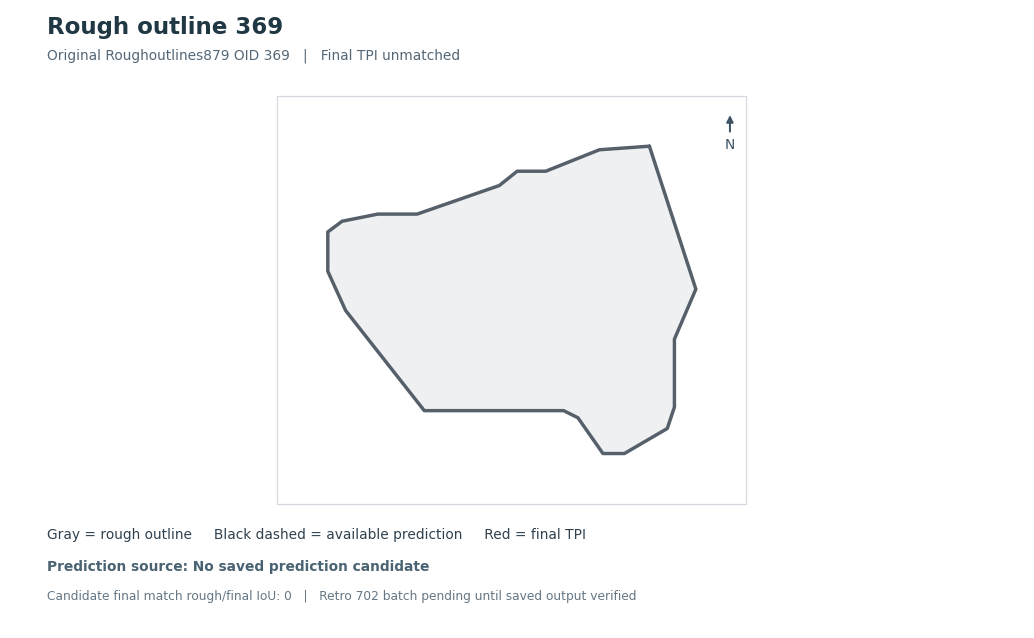 Rough outline 369
Original Roughoutlines879 OID 369   |   Final TPI unmatched
N
Gray = rough outline     Black dashed = available prediction     Red = final TPI
Prediction source: No saved prediction candidate
Candidate final match rough/final IoU: 0   |   Retro 702 batch pending until saved output verified